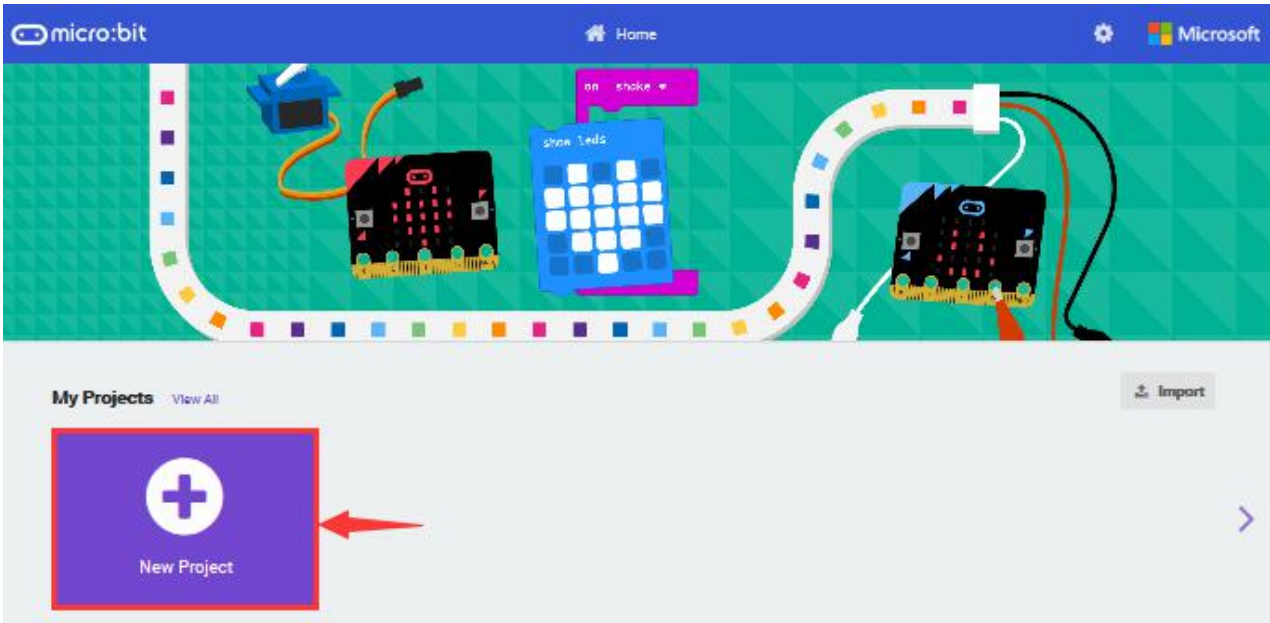 micro:bit
Home
Microsoft
on shake
show leds
My Projects View All
Import
New Project